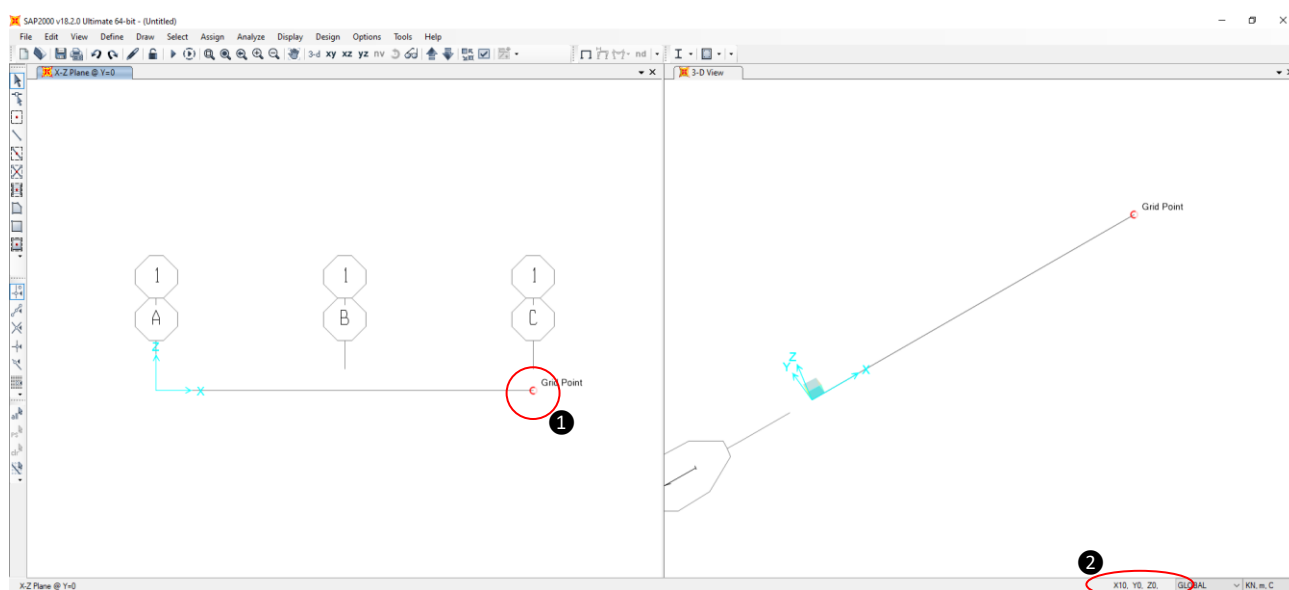 SAP2000 v18.2.0 Ultimate 64-bit - (Untitled)
File Edit View Define Draw Select Assign Analyze Display Design Options Tools Help
3-d xy xz yz nv
nd
X-Z Plane @ Y=0
3-D View
Grid Point
1 1 1
A B C
Z
X
Grid Point
1
Z
Y
X
2
X-Z Plane @ Y=0
X10, Y0, Z0, GLOBAL KN, m, C